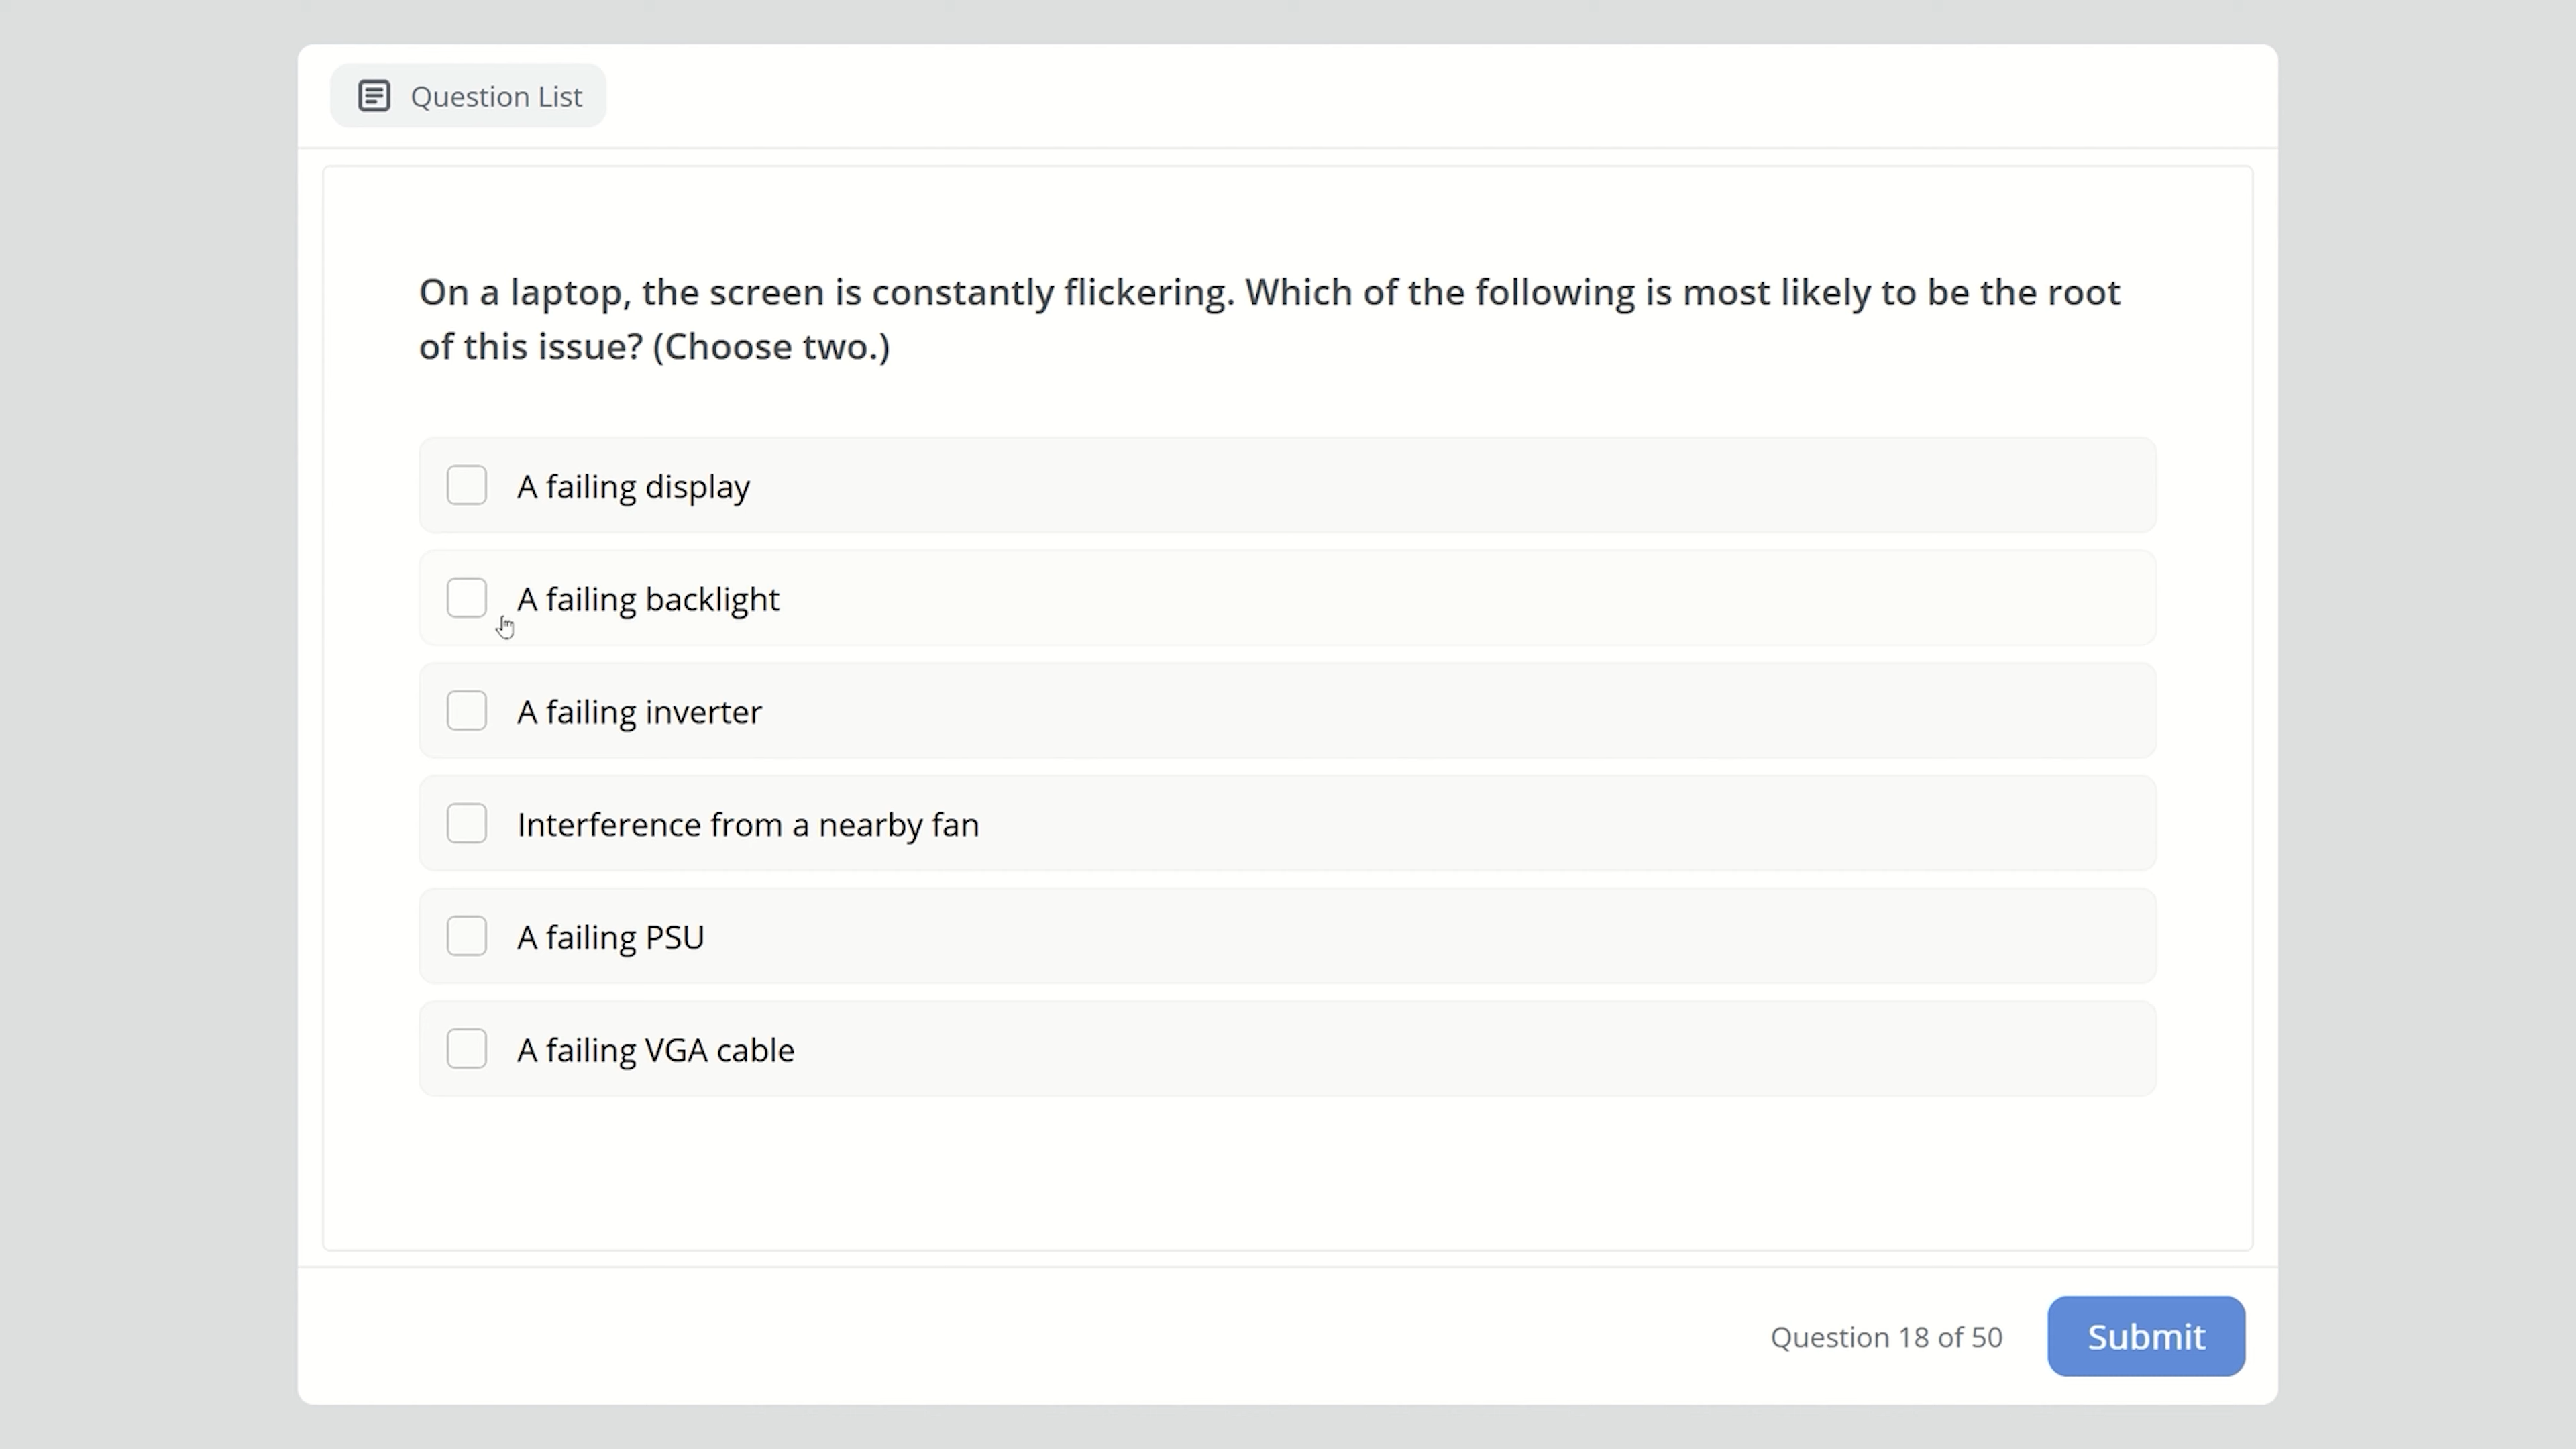 Question List
On a laptop, the screen is constantly flickering. Which of the following is most likely to be the root
of this issue? (Choose two.)
A failing display
A failing backlight
A failing inverter
Interference from a nearby fan
A failing PSU
A failing VGA cable
Question 18 of 50
Submit